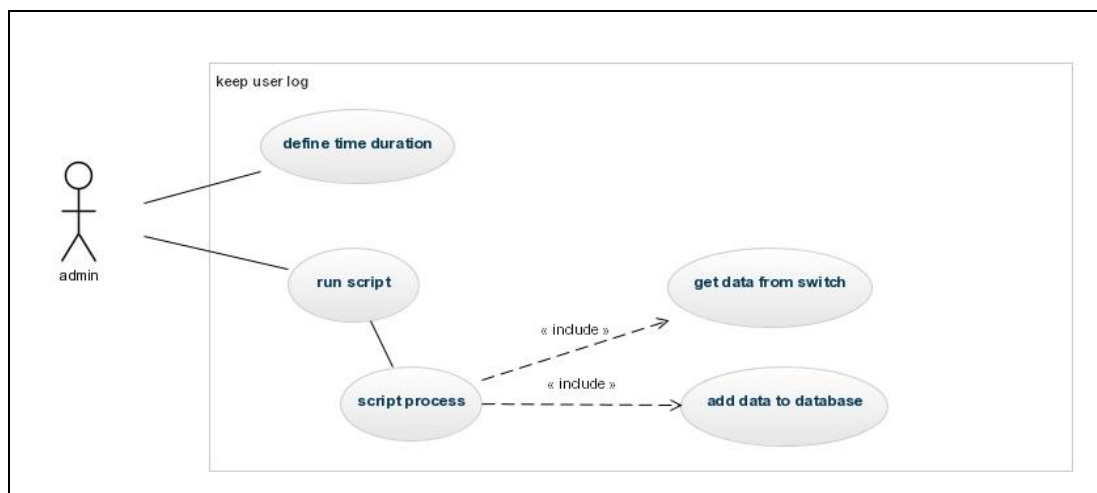 keep user log
define time duration
admin
run script
get data from switch
« include »
« include »
script process
add data to database